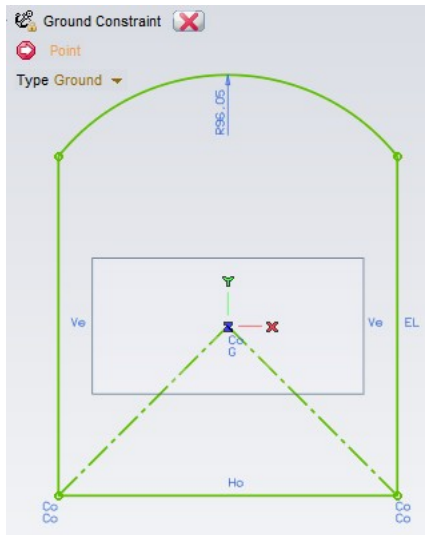 Ground Constraint
Point
Type Ground
R96.05
Y
Ve
Z
X
Ve
EL
Co
G
Ho
Co
Co
Co
Co